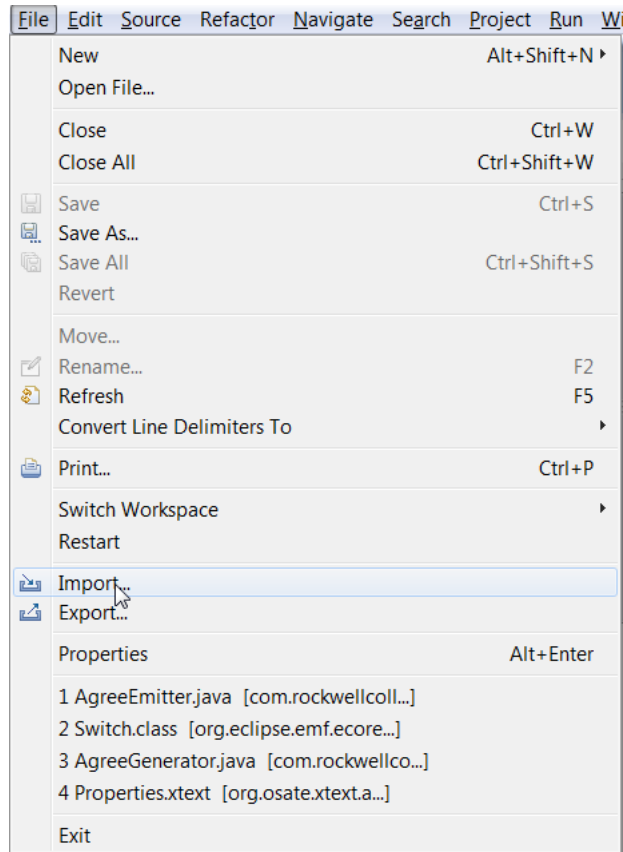 File Edit Source Refactor Navigate Search Project Run Wi
New Alt+Shift+N
Open File...
Close Ctrl+W
Close All Ctrl+Shift+W
Save Ctrl+S
Save As...
Save All Ctrl+Shift+S
Revert
Move...
Rename... F2
Refresh F5
Convert Line Delimiters To
Print... Ctrl+P
Switch Workspace
Restart
Import...
Export...
Properties Alt+Enter
1 AgreeEmitter.java [com.rockwellcoll...]
2 Switch.class [org.eclipse.emf.ecore...]
3 AgreeGenerator.java [com.rockwellco...]
4 Properties.xtext [org.osate.xtext.a...]
Exit